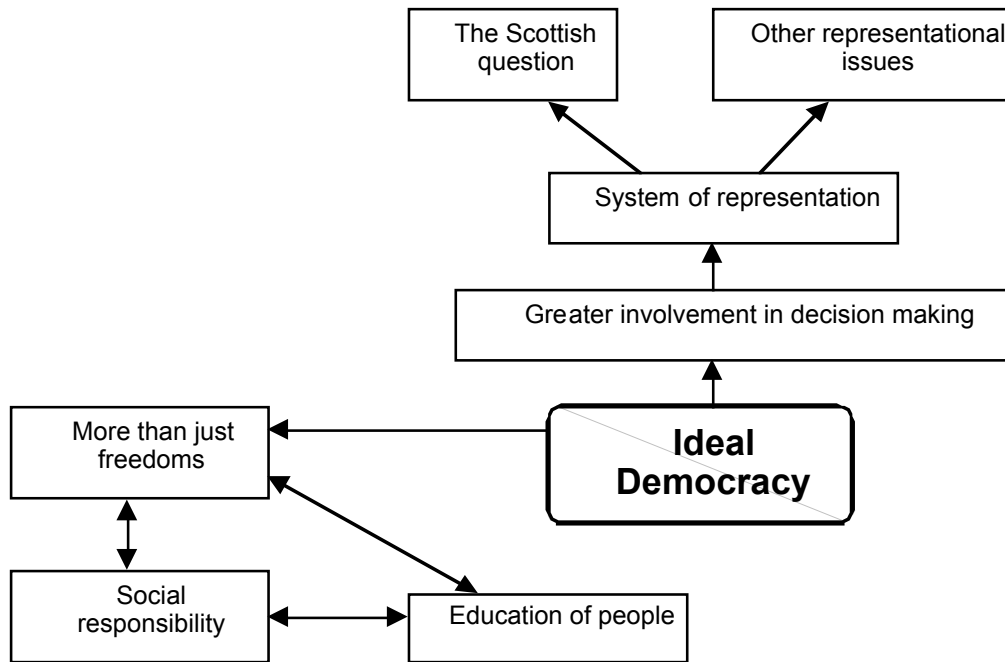 The Scottish
question
Other representational
issues
System of representation
Greater involvement in decision making
Ideal
Democracy
More than just
freedoms
Social
responsibility
Education of people